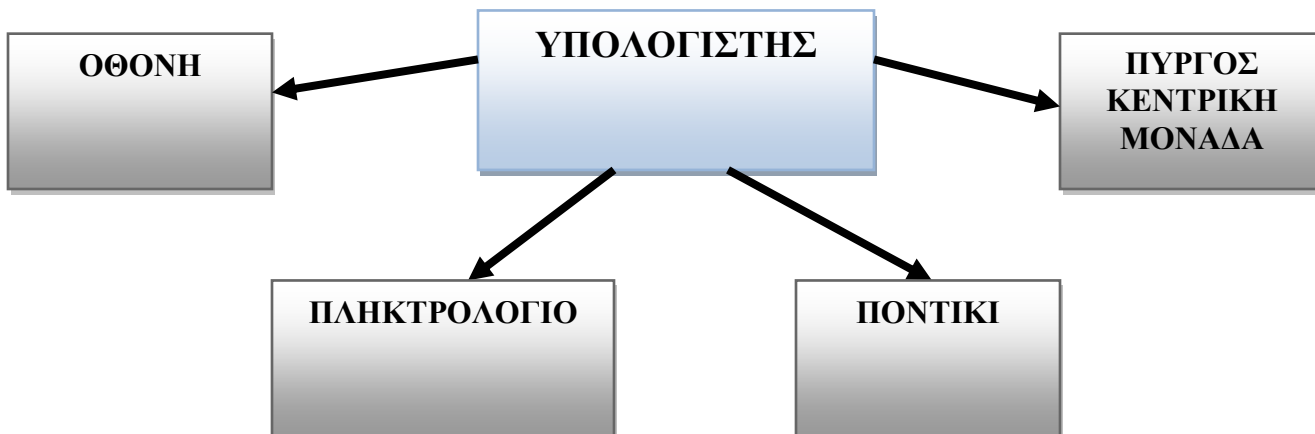 ΥΠΟΛΟΓΙΣΤΗΣ
ΟΘΟΝΗ
ΠΥΡΓΟΣ
ΚΕΝΤΡΙΚΗ
ΜΟΝΑΔΑ
ΠΛΗΚΤΡΟΛΟΓΙΟ
ΠΟΝΤΙΚΙ